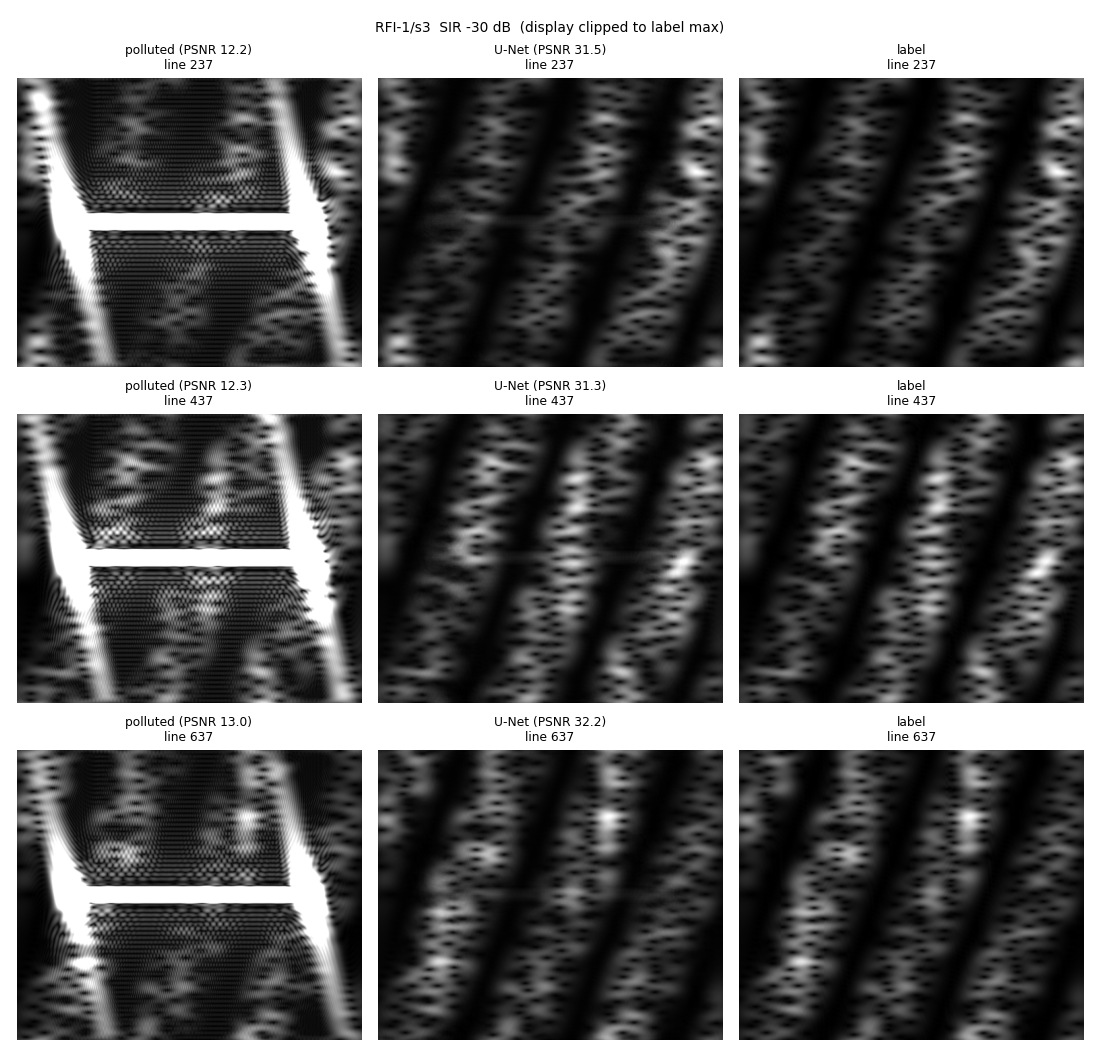 RFI-1/s3  SIR -30 dB  (display clipped to label max)
polluted (PSNR 12.2)
line 237
U-Net (PSNR 31.5)
line 237
label
line 237
polluted (PSNR 12.3)
line 437
U-Net (PSNR 31.3)
line 437
label
line 437
polluted (PSNR 13.0)
line 637
U-Net (PSNR 32.2)
line 637
label
line 637